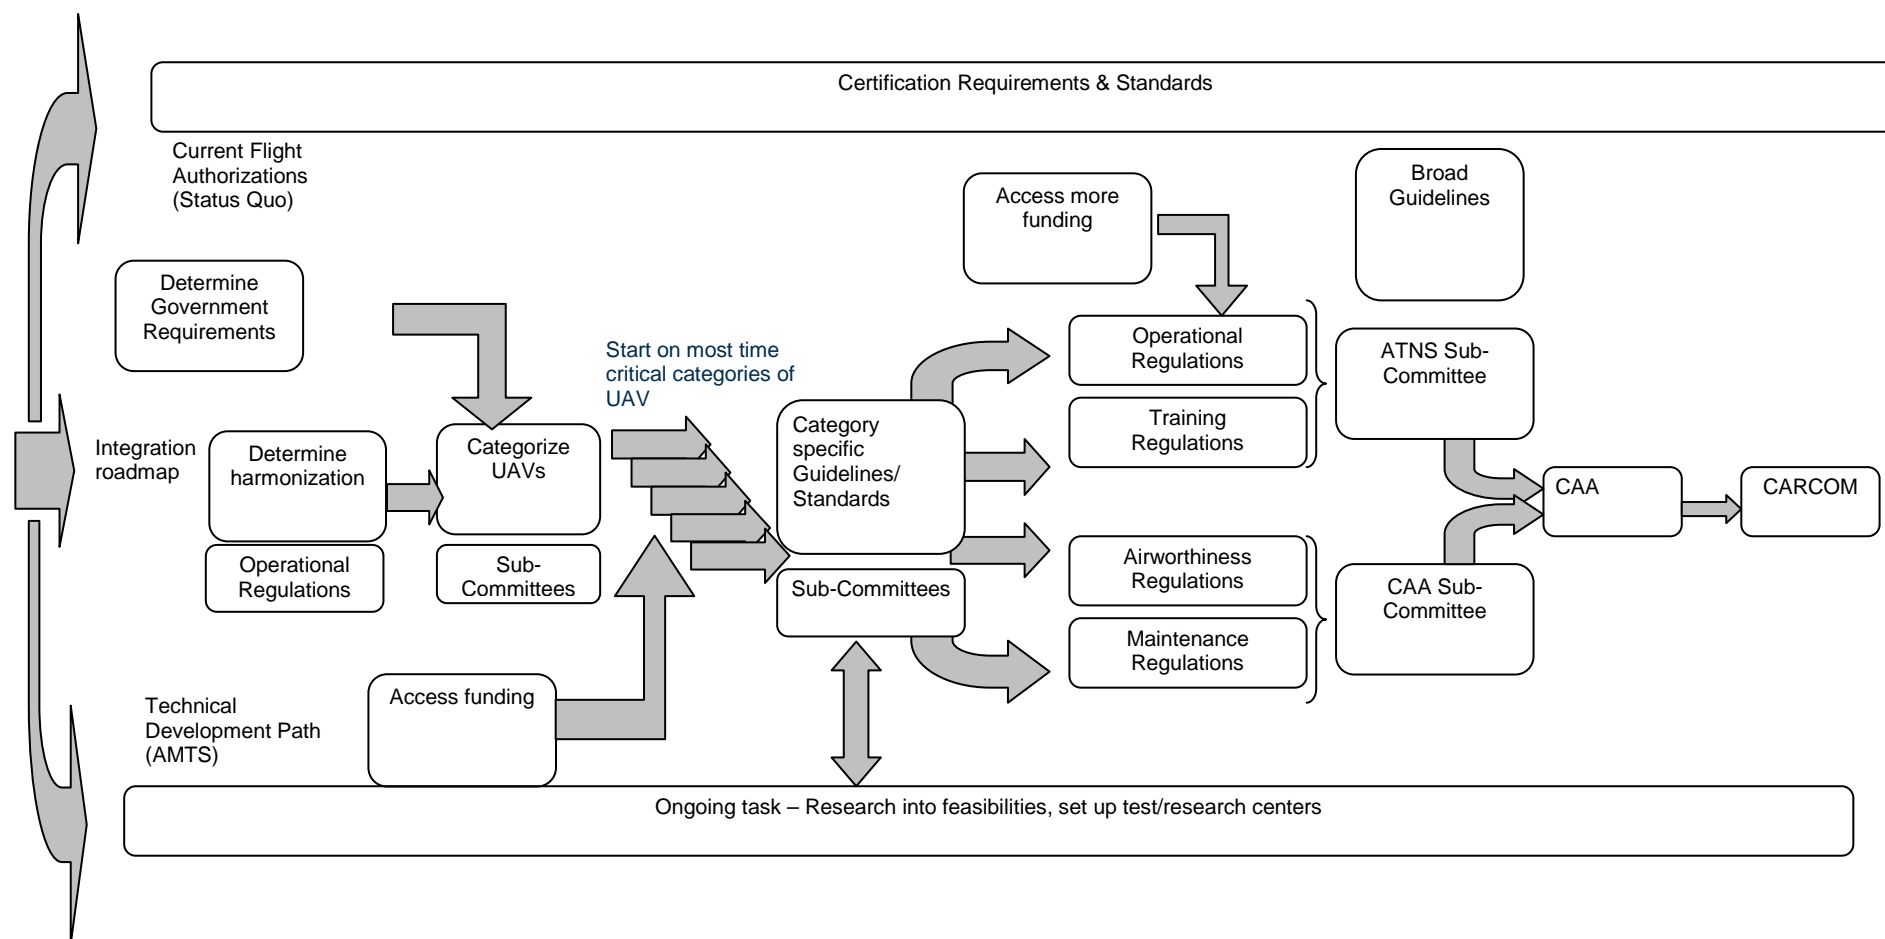 Certification Requirements & Standards
Current Flight
Authorizations
(Status Quo)
Broad
Guidelines
Access more
funding
Determine
Government
Requirements
Start on most time
critical categories of
UAV
Operational
Regulations
ATNS Sub-
Committee
Integration
roadmap
Determine
harmonization
Categorize
UAVs
Category
specific
Guidelines/
Standards
Training
Regulations
CAA
CARCOM
Operational
Regulations
Sub-
Committees
Sub-Committees
Airworthiness
Regulations
CAA Sub-
Committee
Maintenance
Regulations
Technical
Development Path
(AMTS)
Access funding
Ongoing task – Research into feasibilities, set up test/research centers